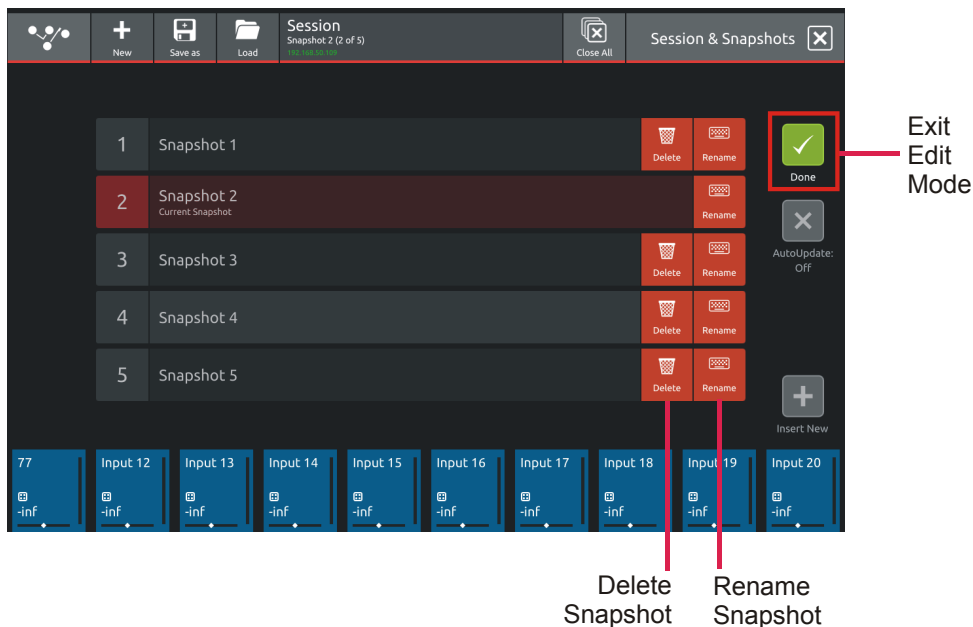 New
Save as
Load
Session
Snapshot 2 (2 of 5)
192.168.50.199
Close All
Session & Snapshots
1 Snapshot 1
Delete
Rename
Done
2 Snapshot 2
Current Snapshot
Rename
3 Snapshot 3
Delete
Rename
AutoUpdate:
Off
4 Snapshot 4
Delete
Rename
5 Snapshot 5
Delete
Rename
Insert New
Exit
Edit
Mode
77
-inf
Input 12
-inf
Input 13
-inf
Input 14
-inf
Input 15
-inf
Input 16
-inf
Input 17
-inf
Input 18
-inf
Input 19
-inf
Input 20
-inf
Delete
Snapshot
Rename
Snapshot